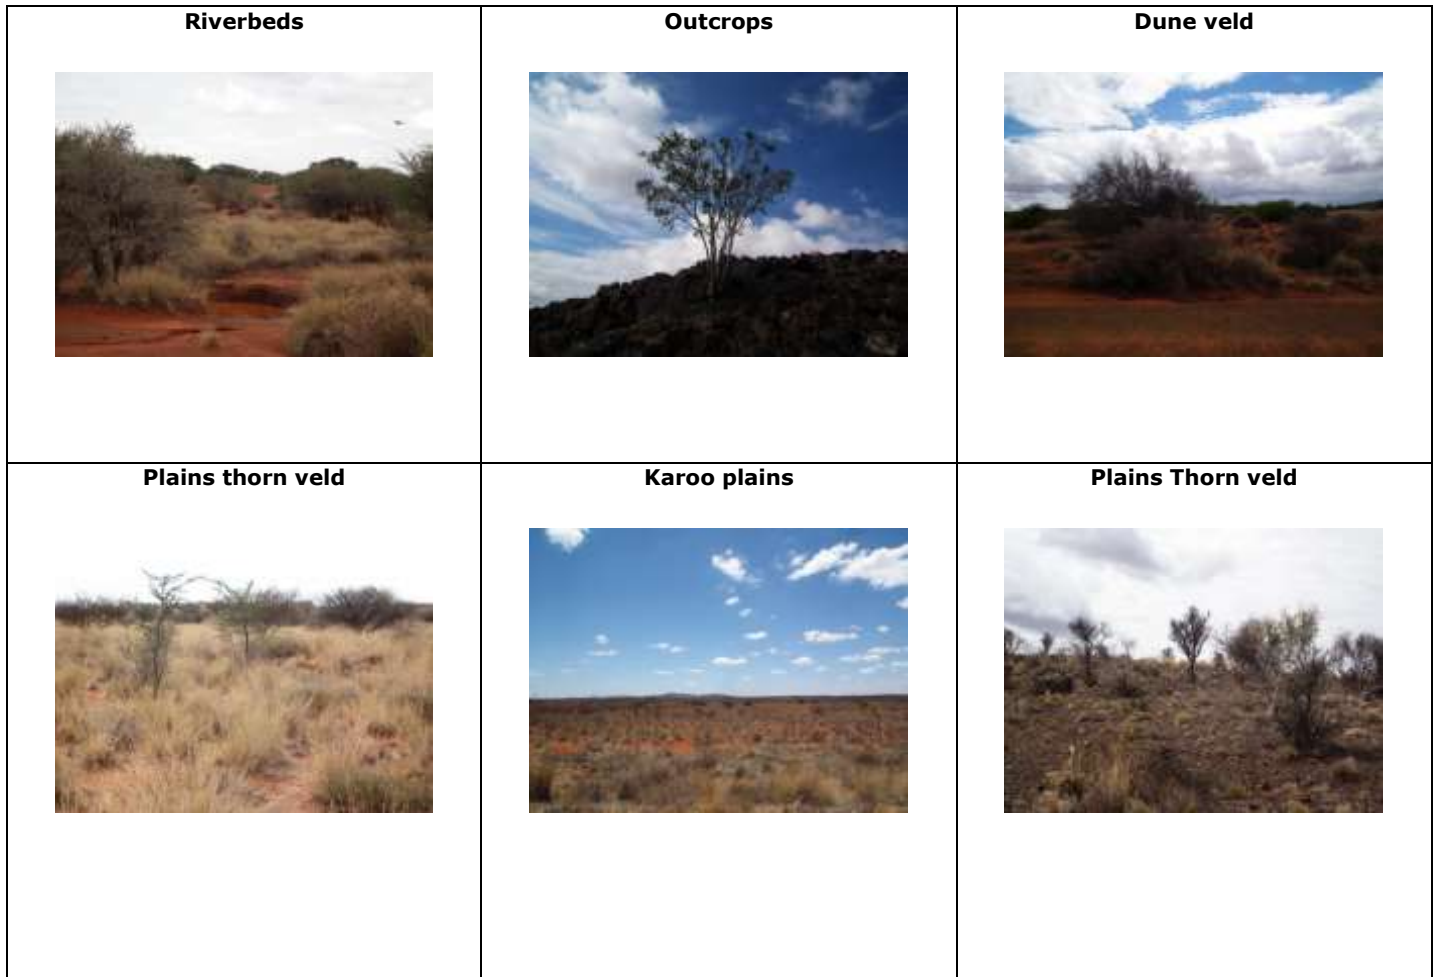 Riverbeds
Outcrops
Dune veld
Plains thorn veld
Karoo plains
Plains Thorn veld